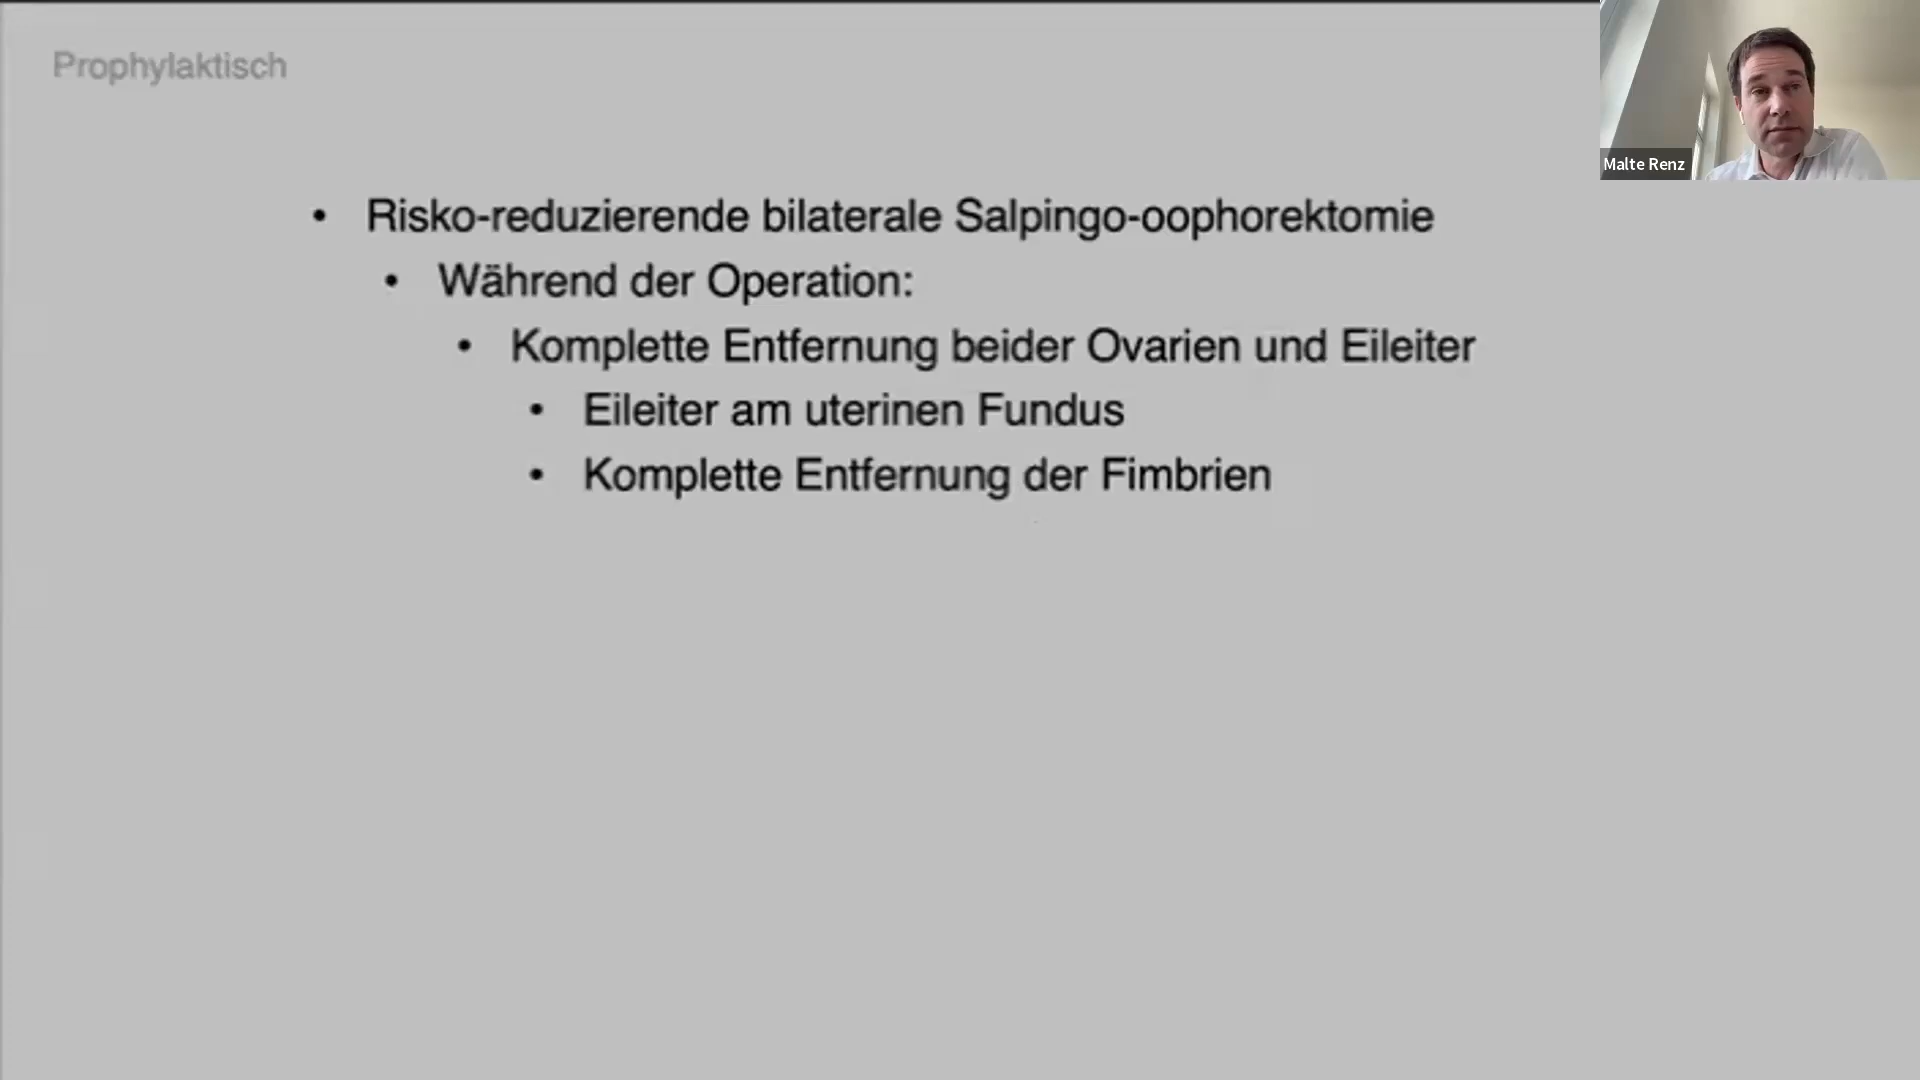 Prophylaktisch
Malte Renz
• Risko-reduzierende bilaterale Salpingo-oophorektomie
• Während der Operation:
• Komplette Entfernung beider Ovarien und Eileiter
• Eileiter am uterinen Fundus
• Komplette Entfernung der Fimbrien